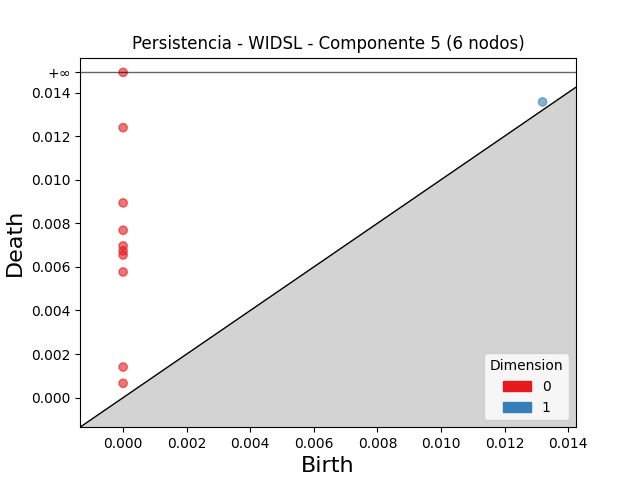 Persistencia - WIDSL - Componente 5 (6 nodos)
+∞
0.014
0.012
0.010
0.008
0.006
0.004
0.002
0.000
Death
Dimension
0
1
0.000 0.002 0.004 0.006 0.008 0.010 0.012 0.014
Birth